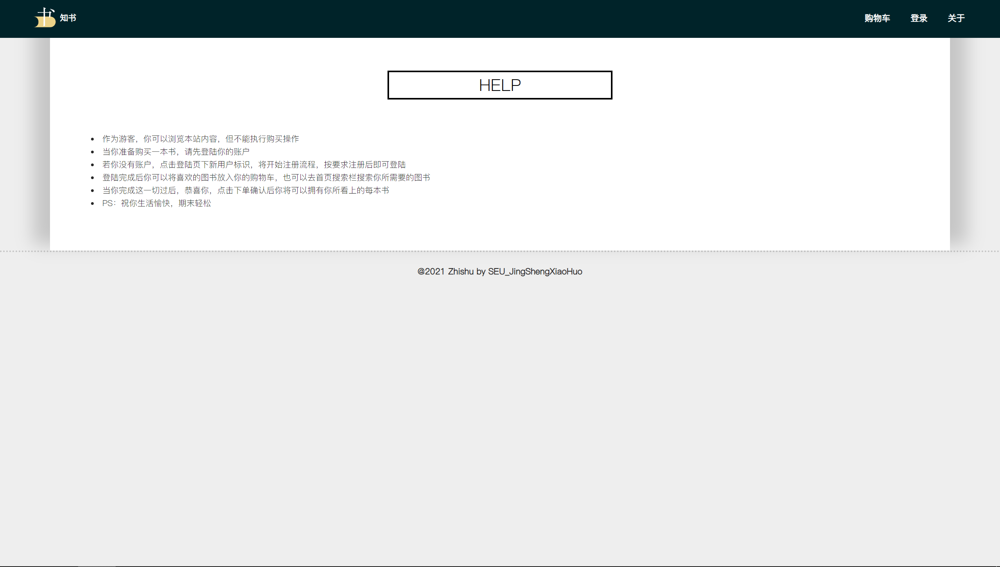 书 知书
购物车 登录 关于
HELP
作为游客，你可以浏览本站内容，但不能执行购买操作
当你准备购买一本书，请先登陆你的账户
若你没有账户，点击登陆页下新用户标识，将开始注册流程，按要求注册后即可登陆
登陆完成后你可以将喜欢的图书放入你的购物车，也可以去首页搜索栏搜索你所需要的图书
当你完成这一切过后，恭喜你，点击下单确认后你将可以拥有你所看上的每本书
PS：祝你生活愉快，期末轻松
@2021 Zhishu by SEU_JingShengXiaoHuo